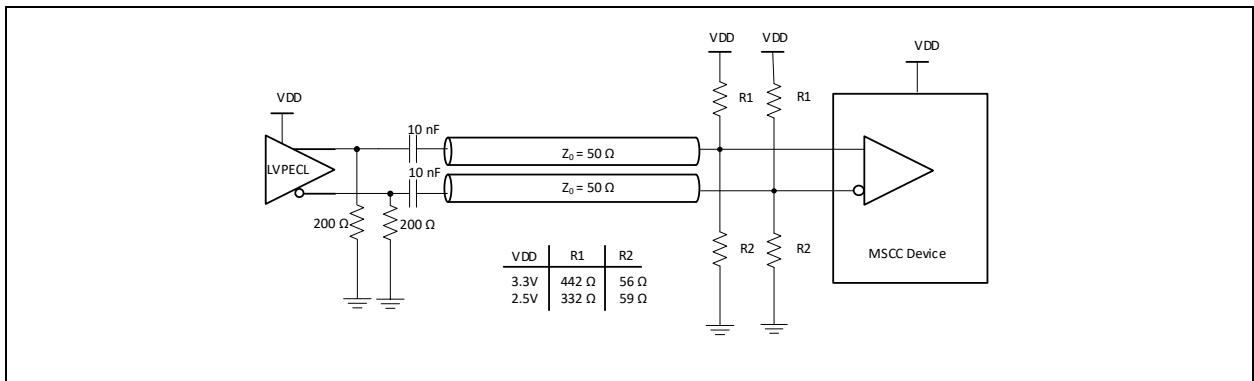 VDD VDD
VDD
R1 R1
VDD
10 nF
Z₀ = 50 Ω
LVPECL
10 nF
Z₀ = 50 Ω
200 Ω 200 Ω
R2 R2
MSCC Device
VDD R1 R2
3.3V 442 Ω 56 Ω
2.5V 332 Ω 59 Ω